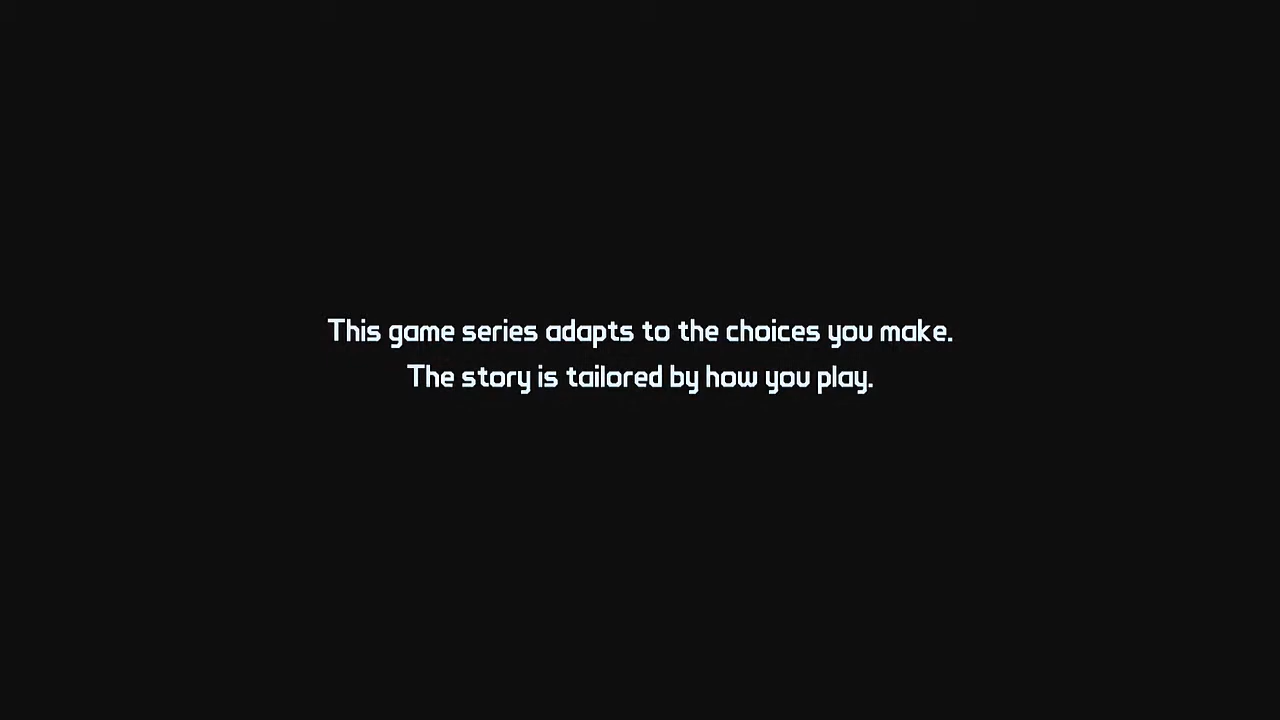 This game series adapts to the choices you make.
The story is tailored by how you play.